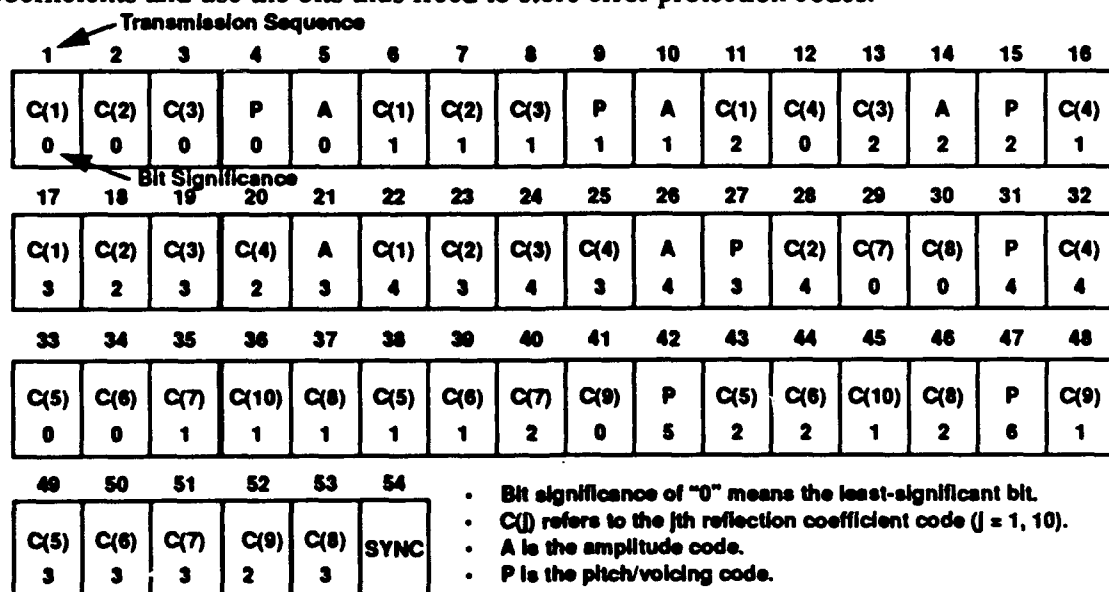 coefficients and use the bits thus freed to store error protection codes.
Transmission Sequence
1 2 3 4 5 6 7 8 9 10 11 12 13 14 15 16
C(1) C(2) C(3) P A C(1) C(2) C(3) P A C(1) C(4) C(3) A P C(4)
0 0 0 0 0 1 1 1 1 1 2 0 2 2 2 1
Bit Significance
17 18 19 20 21 22 23 24 25 26 27 28 29 30 31 32
C(1) C(2) C(3) C(4) A C(1) C(2) C(3) C(4) A P C(2) C(7) C(8) P C(4)
3 2 3 2 3 4 3 4 3 4 3 4 0 0 4 4
33 34 35 36 37 38 39 40 41 42 43 44 45 46 47 48
C(5) C(6) C(7) C(10) C(8) C(5) C(6) C(7) C(9) P C(5) C(6) C(10) C(8) P C(9)
0 0 1 1 1 1 1 2 0 5 2 2 1 2 6 1
49 50 51 52 53 54
C(5) C(6) C(7) C(9) C(8) SYNC
3 3 3 2 3
• Bit significance of "0" means the least-significant bit.
• C(j) refers to the jth reflection coefficient code (j = 1, 10).
• A is the amplitude code.
• P is the pitch/voicing code.